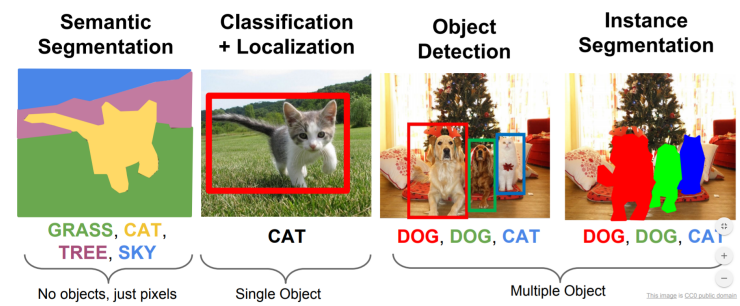 Semantic
Segmentation
Classification
+ Localization
Object
Detection
Instance
Segmentation
GRASS, CAT,
TREE, SKY
CAT
DOG, DOG, CAT
DOG, DOG, CAT
No objects, just pixels
Single Object
Multiple Object
This image is CC0 public domain